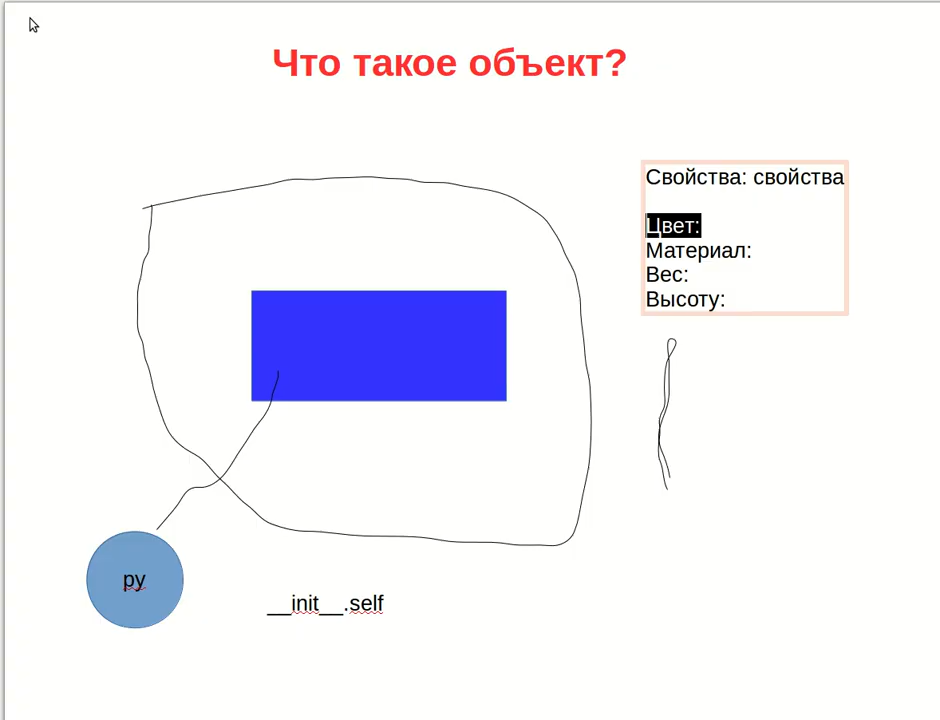 Что такое объект?
Свойства: свойства
Цвет:
Материал:
Вес:
Высоту:
py
__init__.self